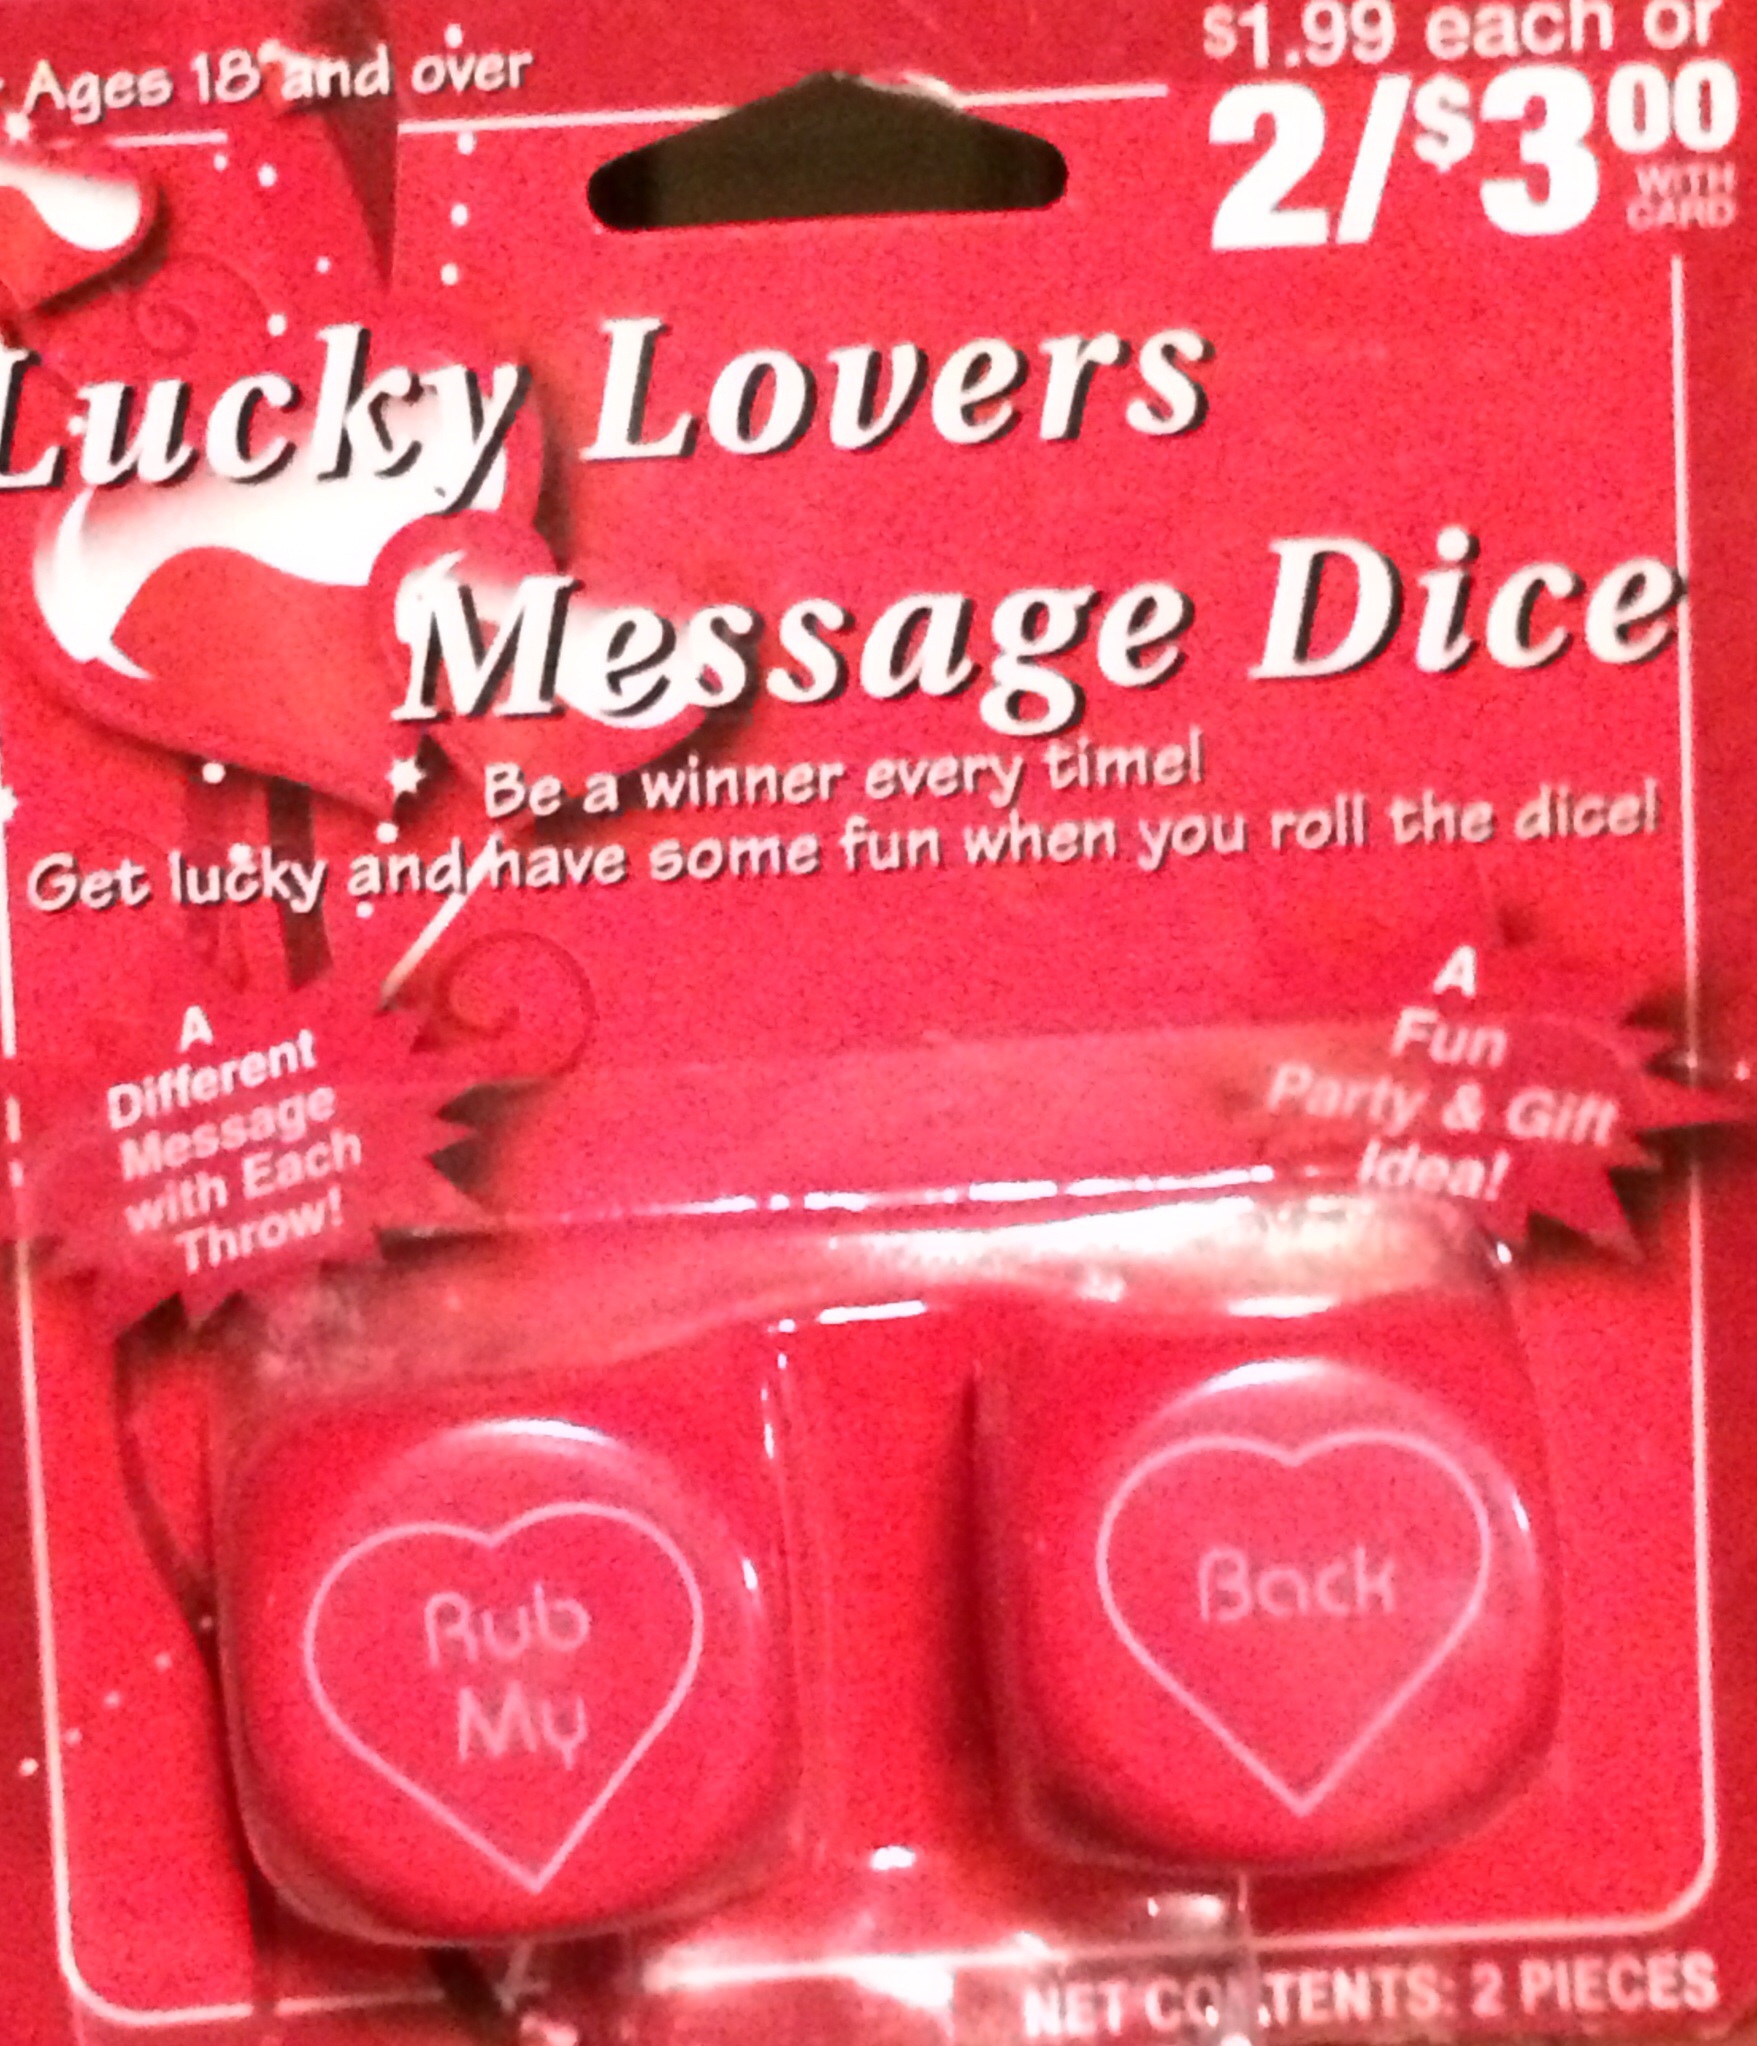 Ages 18 and over
$1.99 each or
2/$3.00
WITH
CARD
Lucky Lovers
Message Dice
Be a winner every time!
Get lucky and have some fun when you roll the dice!
A
Different
Message
with Each
Throw!
A
Fun
Party & Gift
Idea!
Rub
My
Back
NET CONTENTS: 2 PIECES